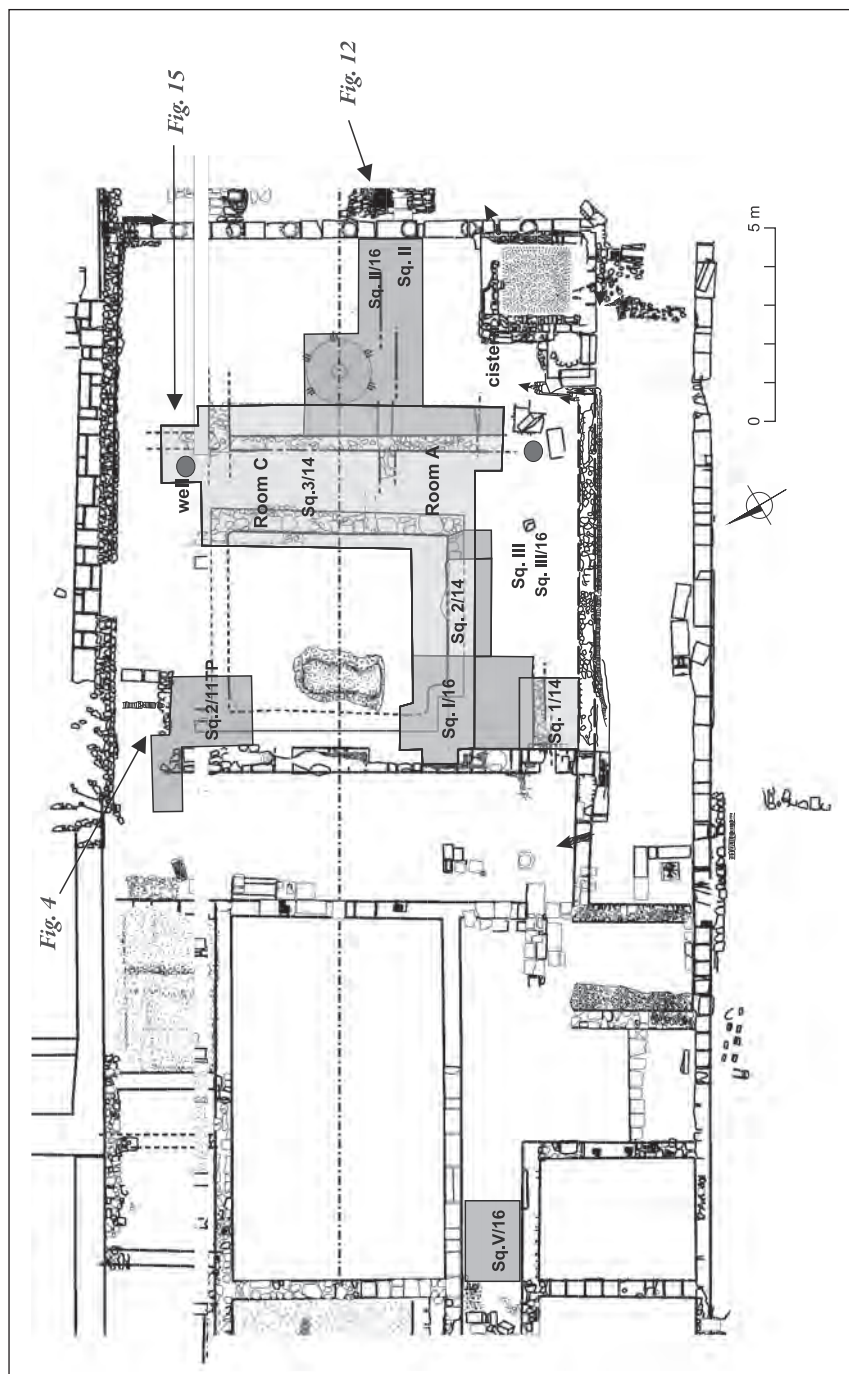 Fig. 15
Fig. 12
Fig. 4
well
Room C
Sq.3/14
Room A
Sq. II/16
Sq. II
cistern
Sq. III
Sq. III/16
Sq. 2/14
Sq. I/16
Sq. 1/14
Sq.2/11TP
Sq.V/16
D
0
5 m